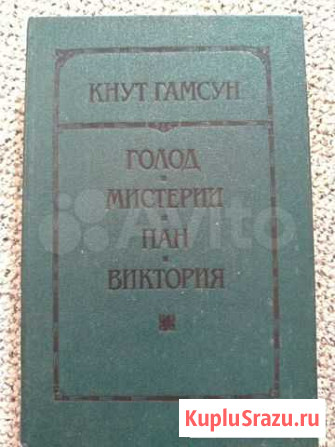 КНУТ ГАМСУН
ГОЛОД
МИСТЕРИИ
ПАН
ВИКТОРИЯ
Avito
KupluSrazu.ru